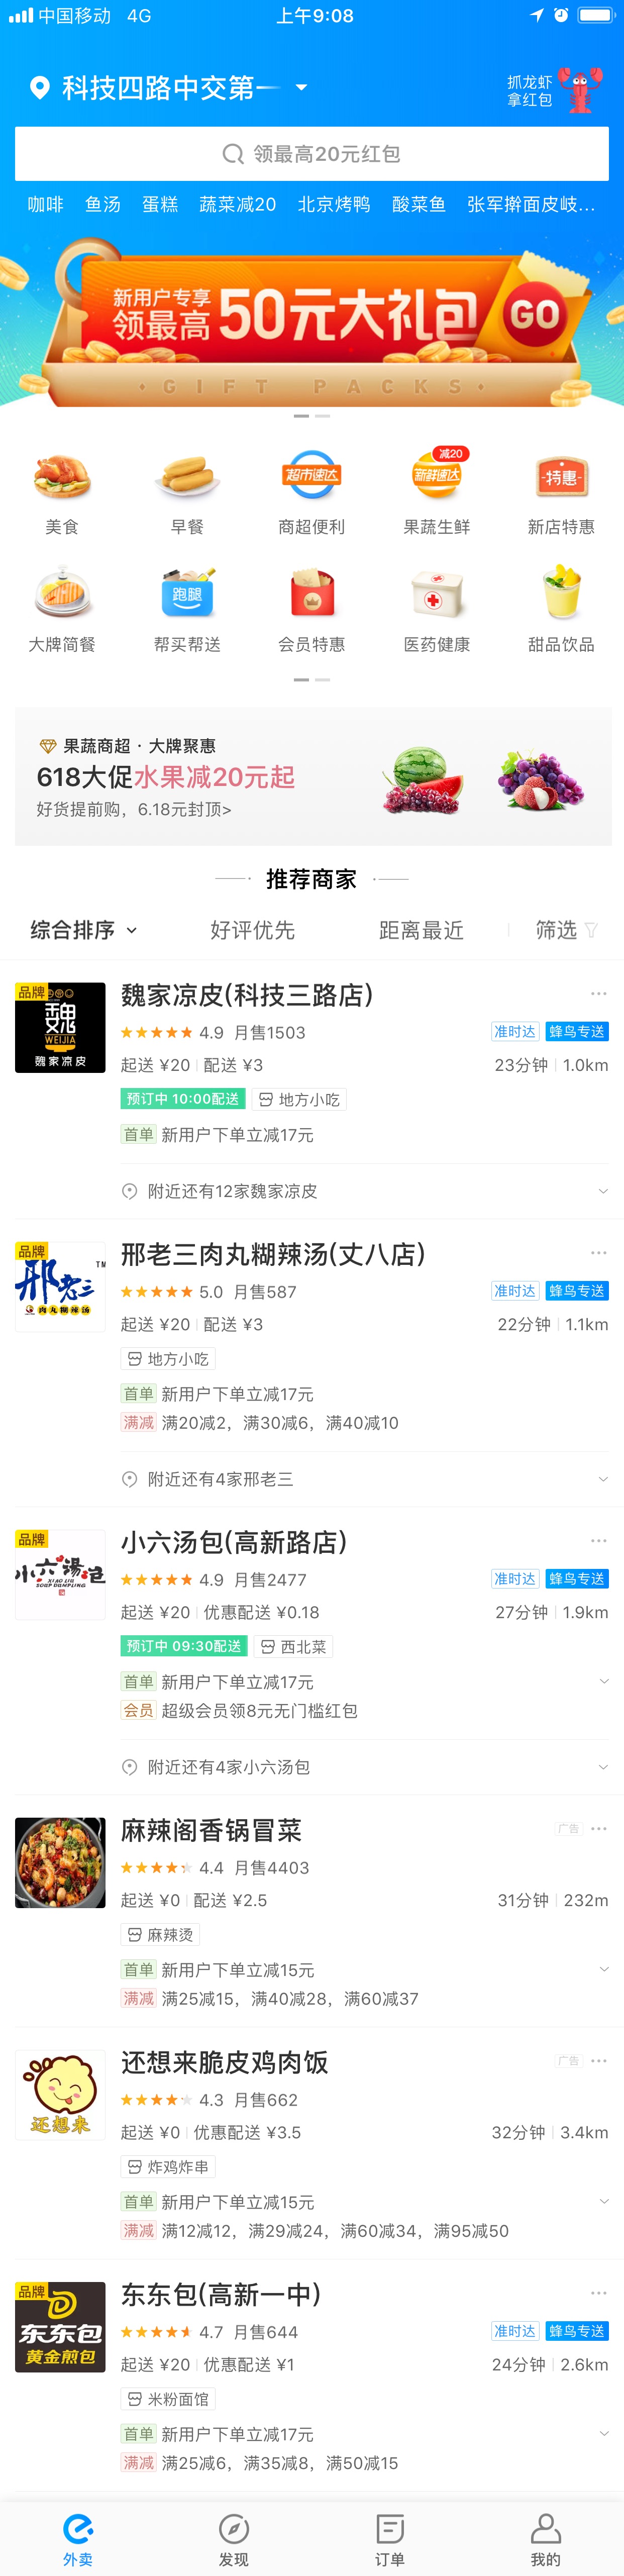 中国移动 4G 上午9:08
科技四路中交第一
抓龙虾
拿红包
领最高20元红包
咖啡 鱼汤 蛋糕 蔬菜减20 北京烤鸭 酸菜鱼 张军擀面皮岐...
新用户专享
领最高50元大礼包
GO
GIFT PACKS
超市速达 新鲜速达 减20 特惠
美食 早餐 商超便利 果蔬生鲜 新店特惠
跑腿
大牌简餐 帮买帮送 会员特惠 医药健康 甜品饮品
果蔬商超 · 大牌聚惠
618大促水果减20元起
好货提前购，6.18元封顶>
推荐商家
综合排序 好评优先 距离最近 筛选
品牌
魏
WEIJIA
魏家凉皮
魏家凉皮(科技三路店)
4.9 月售1503 准时达 蜂鸟专送
起送 ¥20 配送 ¥3 23分钟 1.0km
预订中 10:00配送 地方小吃
首单 新用户下单立减17元
附近还有12家魏家凉皮
品牌
邢老三
TM
肉丸糊辣汤
邢老三肉丸糊辣汤(丈八店)
5.0 月售587 准时达 蜂鸟专送
起送 ¥20 配送 ¥3 22分钟 1.1km
地方小吃
首单 新用户下单立减17元
满减 满20减2，满30减6，满40减10
附近还有4家邢老三
品牌
小六汤包
XIAO LIU
SOUP DUMPLING
小六汤包(高新路店)
4.9 月售2477 准时达 蜂鸟专送
起送 ¥20 优惠配送 ¥0.18 27分钟 1.9km
预订中 09:30配送 西北菜
首单 新用户下单立减17元
会员 超级会员领8元无门槛红包
附近还有4家小六汤包
麻辣阁香锅冒菜 广告
4.4 月售4403
起送 ¥0 配送 ¥2.5 31分钟 232m
麻辣烫
首单 新用户下单立减15元
满减 满25减15，满40减28，满60减37
还想来
还想来脆皮鸡肉饭 广告
4.3 月售662
起送 ¥0 优惠配送 ¥3.5 32分钟 3.4km
炸鸡炸串
首单 新用户下单立减15元
满减 满12减12，满29减24，满60减34，满95减50
品牌
东东包
黄金煎包
东东包(高新一中)
4.7 月售644 准时达 蜂鸟专送
起送 ¥20 优惠配送 ¥1 24分钟 2.6km
米粉面馆
首单 新用户下单立减17元
满减 满25减6，满35减8，满50减15
外卖 发现 订单 我的